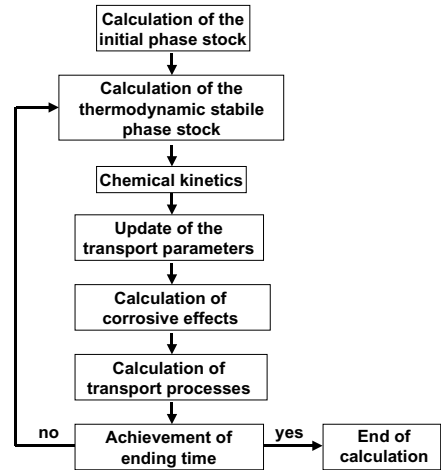 Calculation of the
initial phase stock
Calculation of the
thermodynamic stabile
phase stock
Chemical kinetics
Update of the
transport parameters
Calculation of
corrosive effects
Calculation of
transport processes
no
Achievement of
ending time
yes
End of
calculation